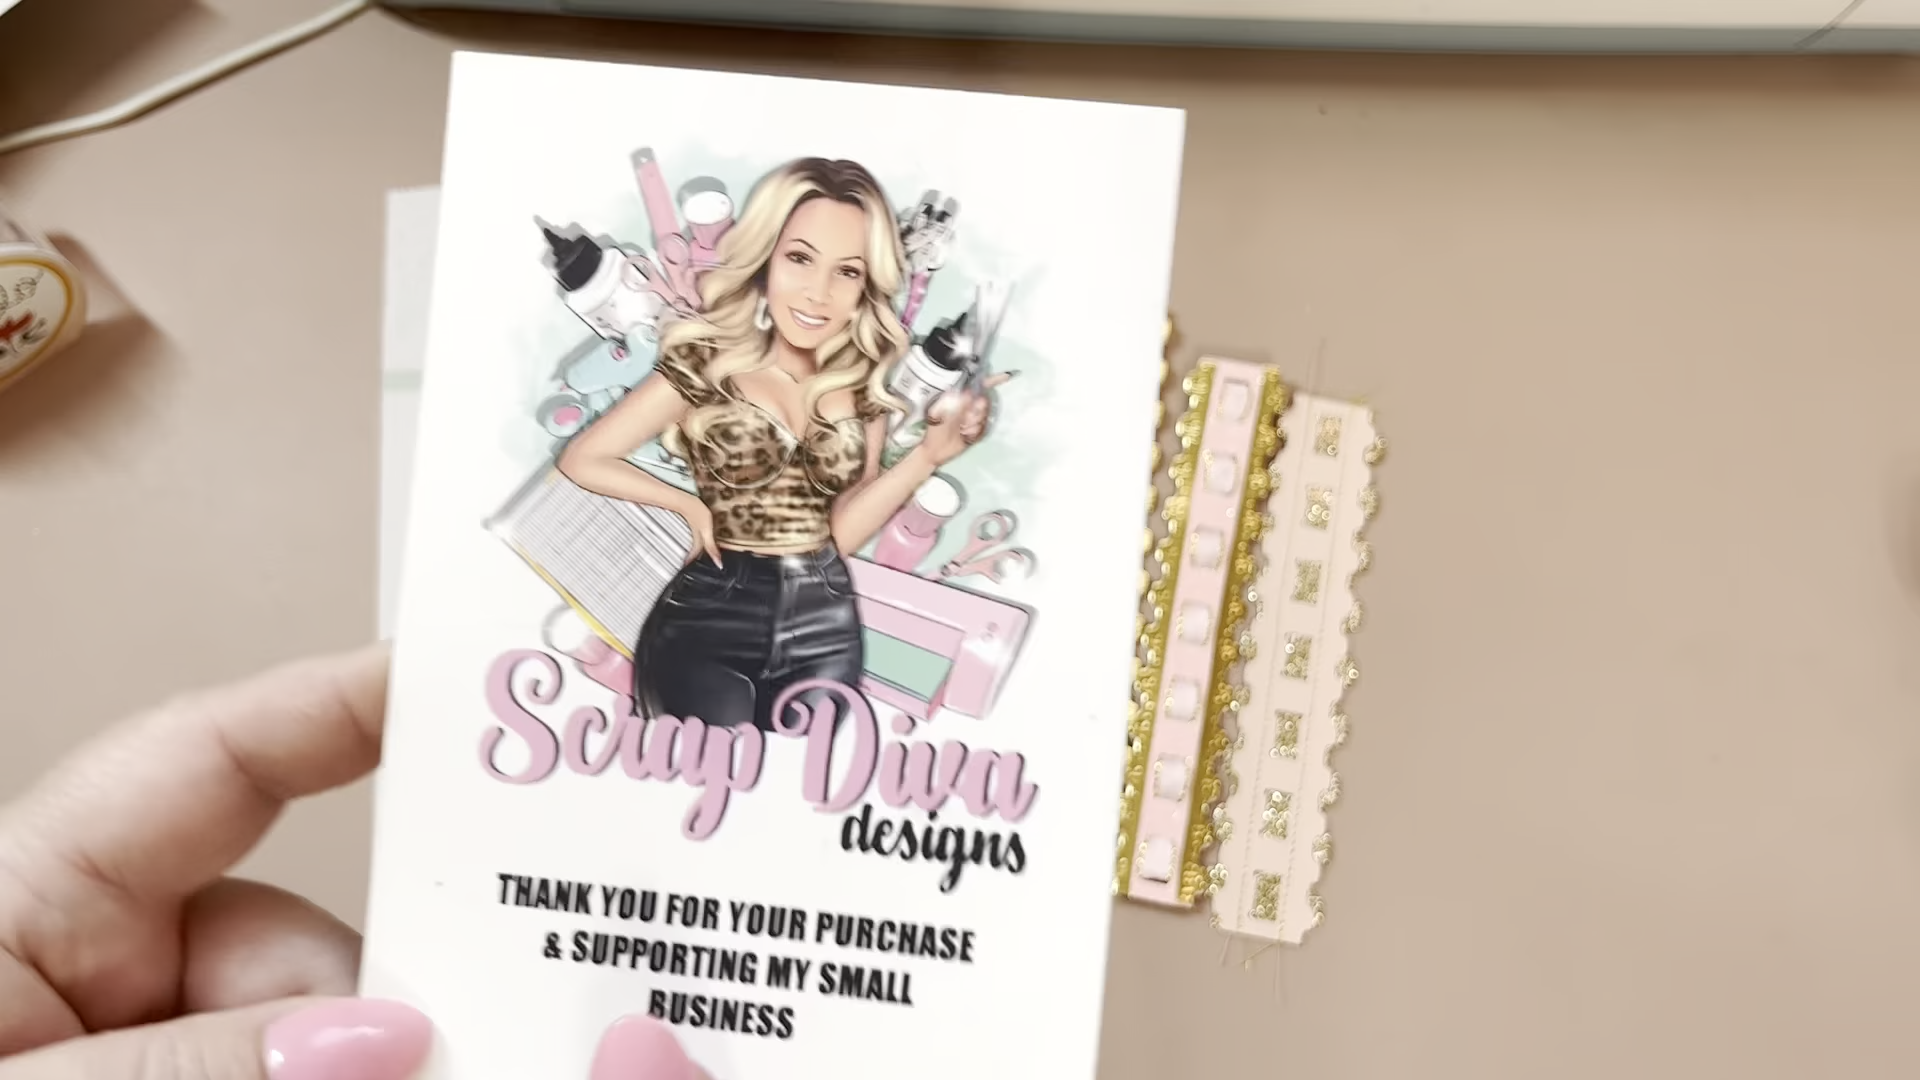 Scrap Diva
designs
THANK YOU FOR YOUR PURCHASE
& SUPPORTING MY SMALL
BUSINESS